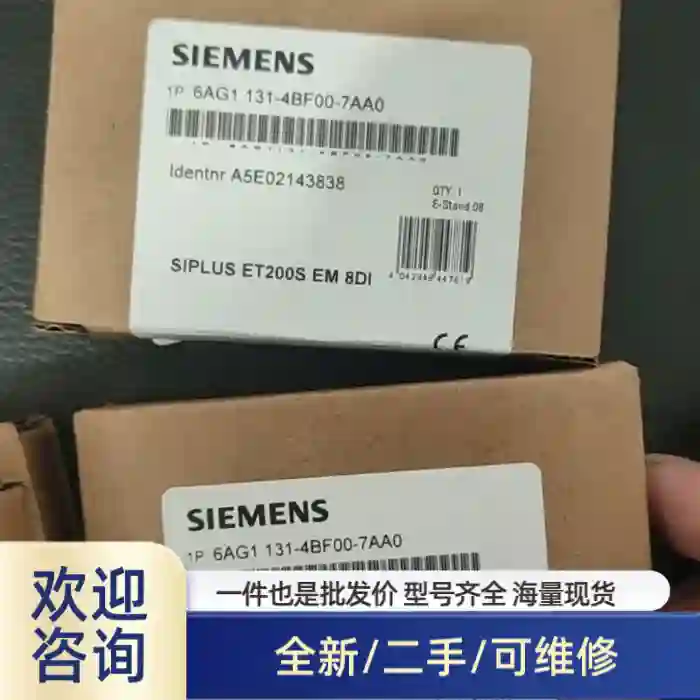 SIEMENS
1P 6AG1 131-4BF00-7AA0
Identnr A5E02143838
QTY 1
E-Stand 08
SIPLUS ET200S EM 8DI
CE
SIEMENS
1P 6AG1 131-4BF00-7AA0
欢迎
咨询
一件也是批发价 型号齐全 海量现货
全新/二手/可维修